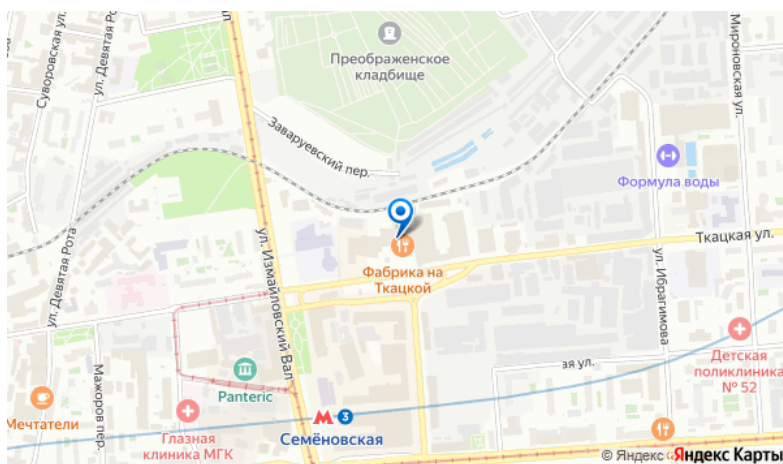 Суворовская ул.
ул. Девятая Рота
Вал
Преображенское
кладбище
Мироновская ул.
Заваруевский пер.
Формула воды
ул. Девятая Рота
ул. Измайловский Вал
Ткацкая ул.
Фабрика на
Ткацкой
ул. Ибрагимова
Мажоров пер.
Panteric
ая ул.
Детская
поликлиника
№ 52
Мечтатели
Глазная
клиника МГК
3
Семёновская
© Яндекс
Яндекс Карты